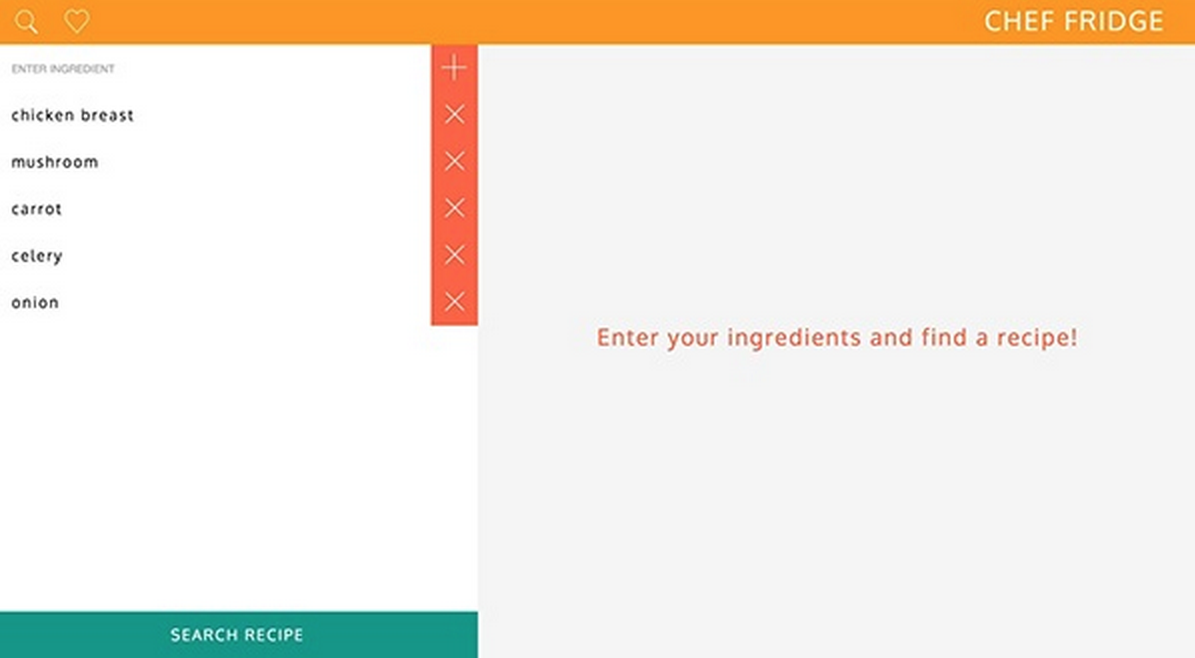 CHEF FRIDGE
ENTER INGREDIENT
chicken breast
mushroom
carrot
celery
onion
Enter your ingredients and find a recipe!
SEARCH RECIPE